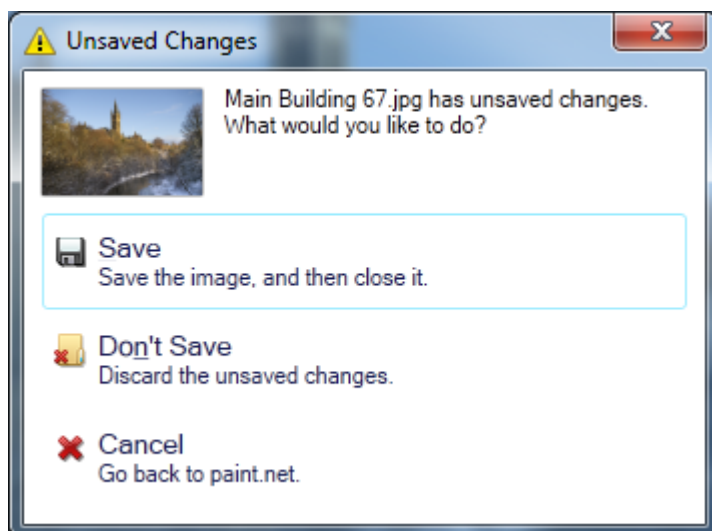 Unsaved Changes
Main Building 67.jpg has unsaved changes.
What would you like to do?
Save
Save the image, and then close it.
Don't Save
Discard the unsaved changes.
Cancel
Go back to paint.net.